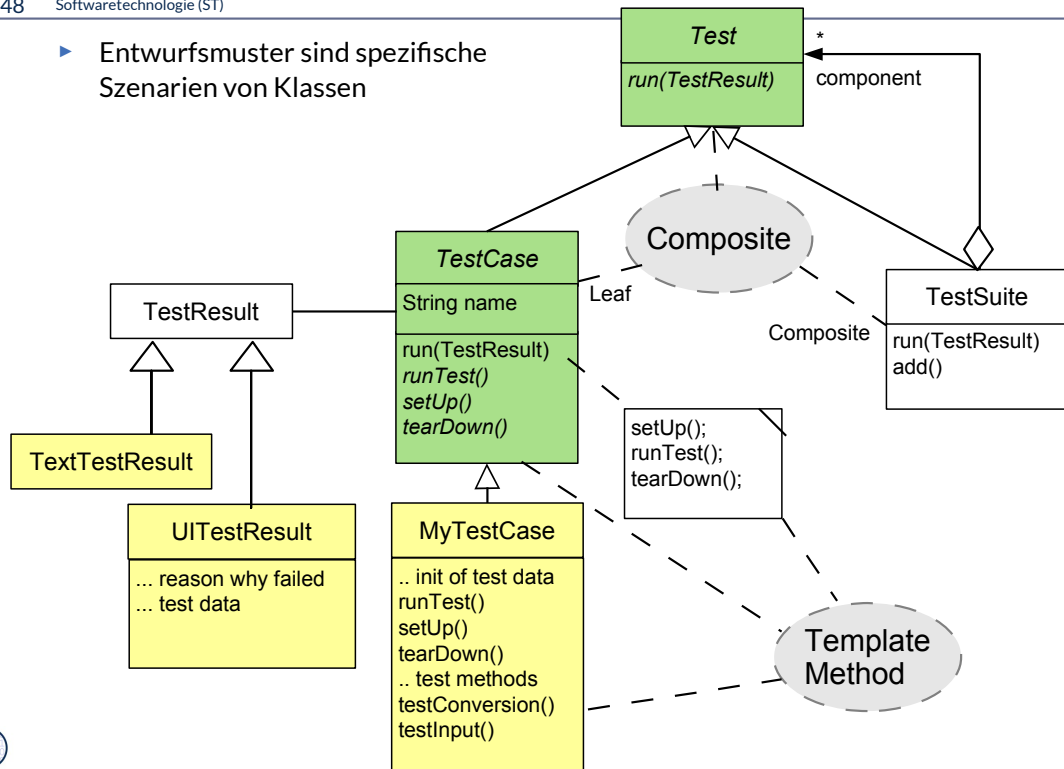 48 Softwaretechnologie (ST)
► Entwurfsmuster sind spezifische
Szenarien von Klassen
Test
run(TestResult)
*
component
Composite
Leaf
Composite
TestCase
String name
run(TestResult)
runTest()
setUp()
tearDown()
TestResult
TestSuite
run(TestResult)
add()
setUp();
runTest();
tearDown();
TextTestResult
UITestResult
... reason why failed
... test data
MyTestCase
.. init of test data
runTest()
setUp()
tearDown()
.. test methods
testConversion()
testInput()
Template
Method